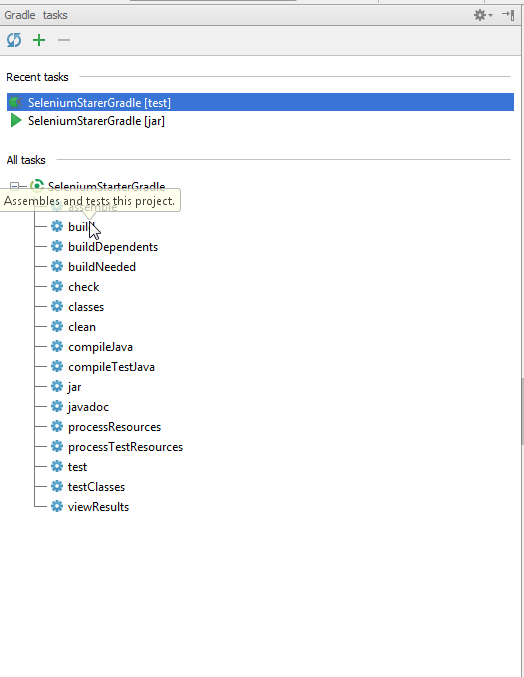 Gradle tasks
Recent tasks
SeleniumStarerGradle [test]
SeleniumStarerGradle [jar]
All tasks
SeleniumStarterGradle
Assembles and tests this project.
assemble
build
buildDependents
buildNeeded
check
classes
clean
compileJava
compileTestJava
jar
javadoc
processResources
processTestResources
test
testClasses
viewResults